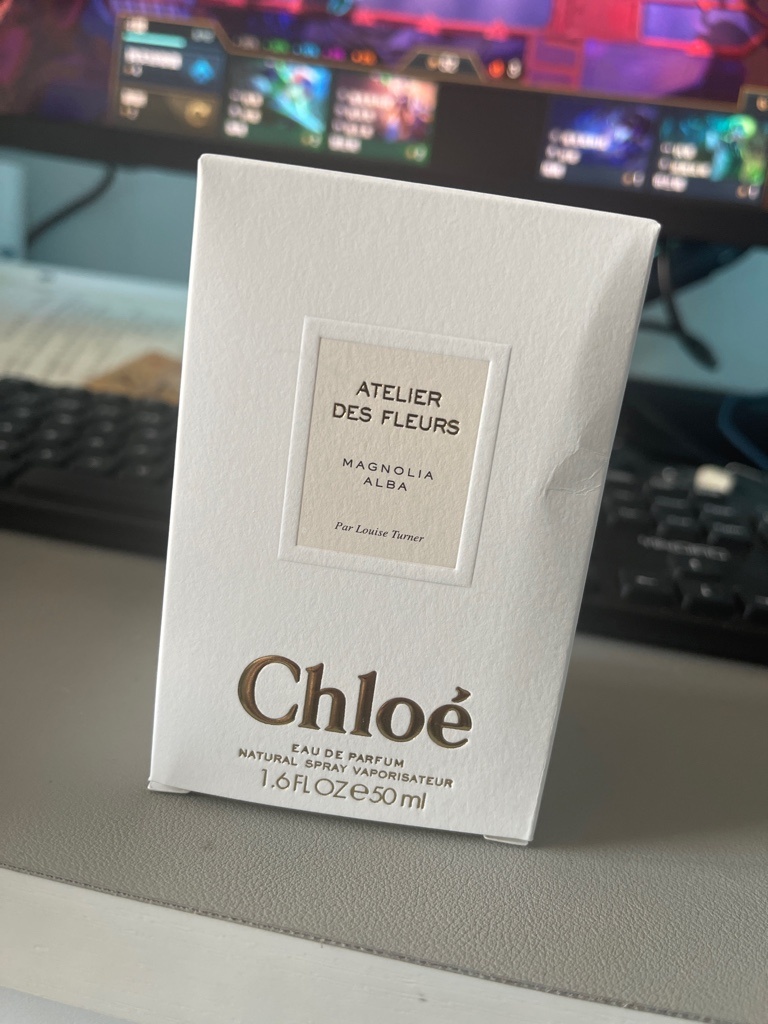 ATELIER
DES FLEURS
MAGNOLIA
ALBA
Par Louise Turner
Chloé
EAU DE PARFUM
NATURAL SPRAY VAPORISATEUR
1.6 FL OZ e 50 ml